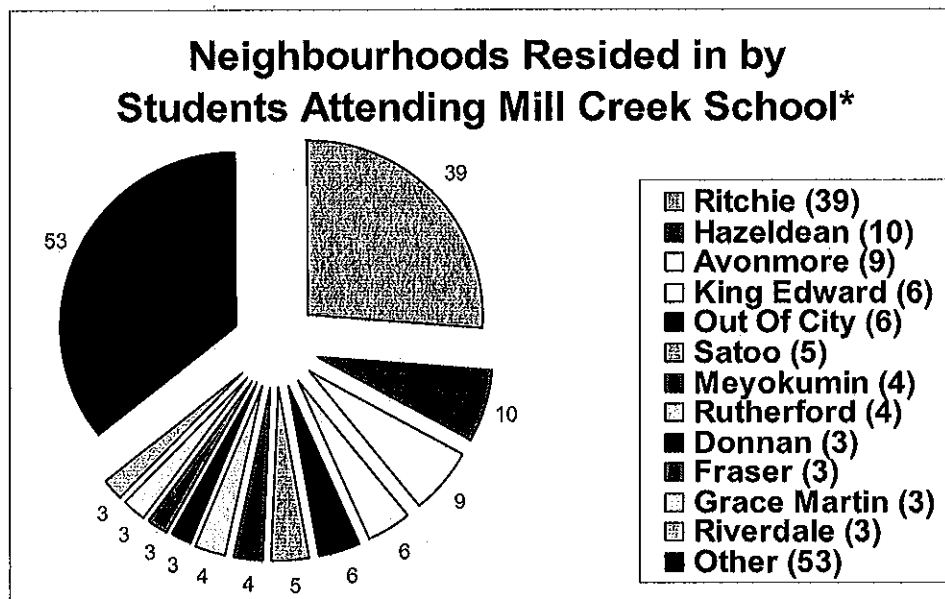 Neighbourhoods Resided in by
Students Attending Mill Creek School*
39
53
10
9
6
6
5
4
4
3
3
3
3
Ritchie (39)
Hazeldean (10)
Avonmore (9)
King Edward (6)
Out Of City (6)
Satoo (5)
Meyokumin (4)
Rutherford (4)
Donnan (3)
Fraser (3)
Grace Martin (3)
Riverdale (3)
Other (53)